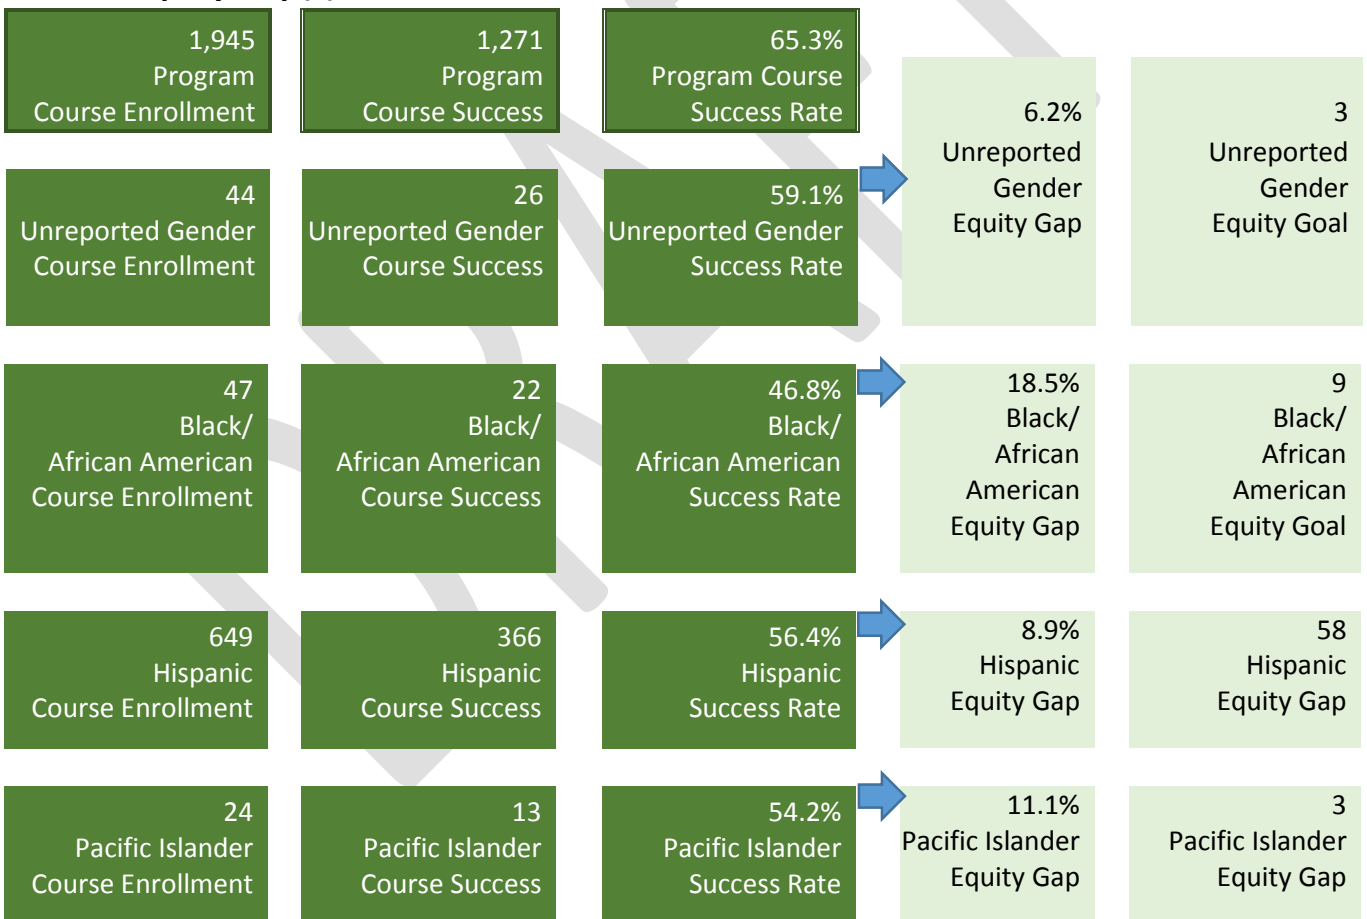 1,945
Program
Course Enrollment
1,271
Program
Course Success
65.3%
Program Course
Success Rate
44
Unreported Gender
Course Enrollment
26
Unreported Gender
Course Success
59.1%
Unreported Gender
Success Rate
6.2%
Unreported
Gender
Equity Gap
3
Unreported
Gender
Equity Goal
47
Black/
African American
Course Enrollment
22
Black/
African American
Course Success
46.8%
Black/
African American
Success Rate
18.5%
Black/
African
American
Equity Gap
9
Black/
African
American
Equity Goal
649
Hispanic
Course Enrollment
366
Hispanic
Course Success
56.4%
Hispanic
Success Rate
8.9%
Hispanic
Equity Gap
58
Hispanic
Equity Gap
24
Pacific Islander
Course Enrollment
13
Pacific Islander
Course Success
54.2%
Pacific Islander
Success Rate
11.1%
Pacific Islander
Equity Gap
3
Pacific Islander
Equity Gap